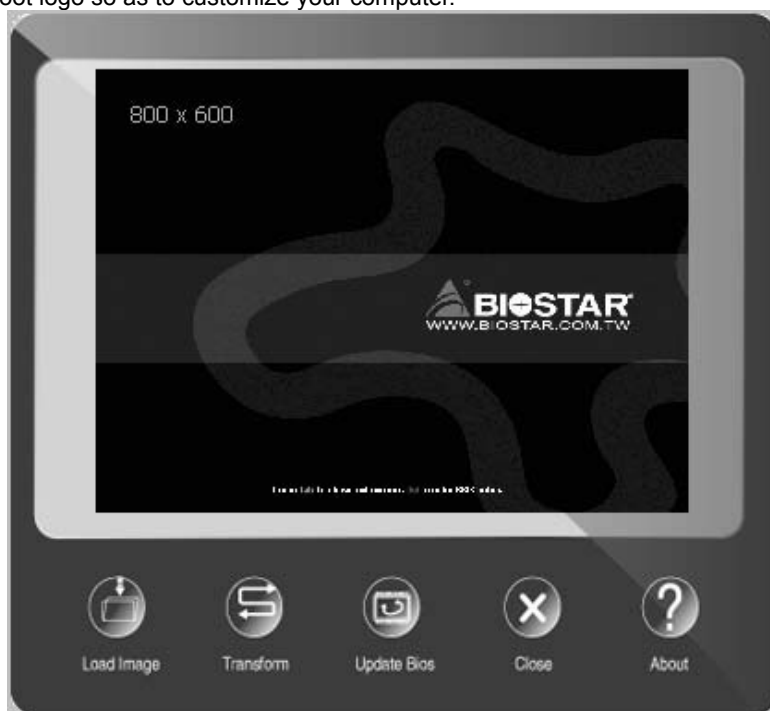 oot logo so as to customize your computer.
800 x 600
BIOSTAR
WWW.BIOSTAR.COM.TW
Load Image Transform Update Bios Close About